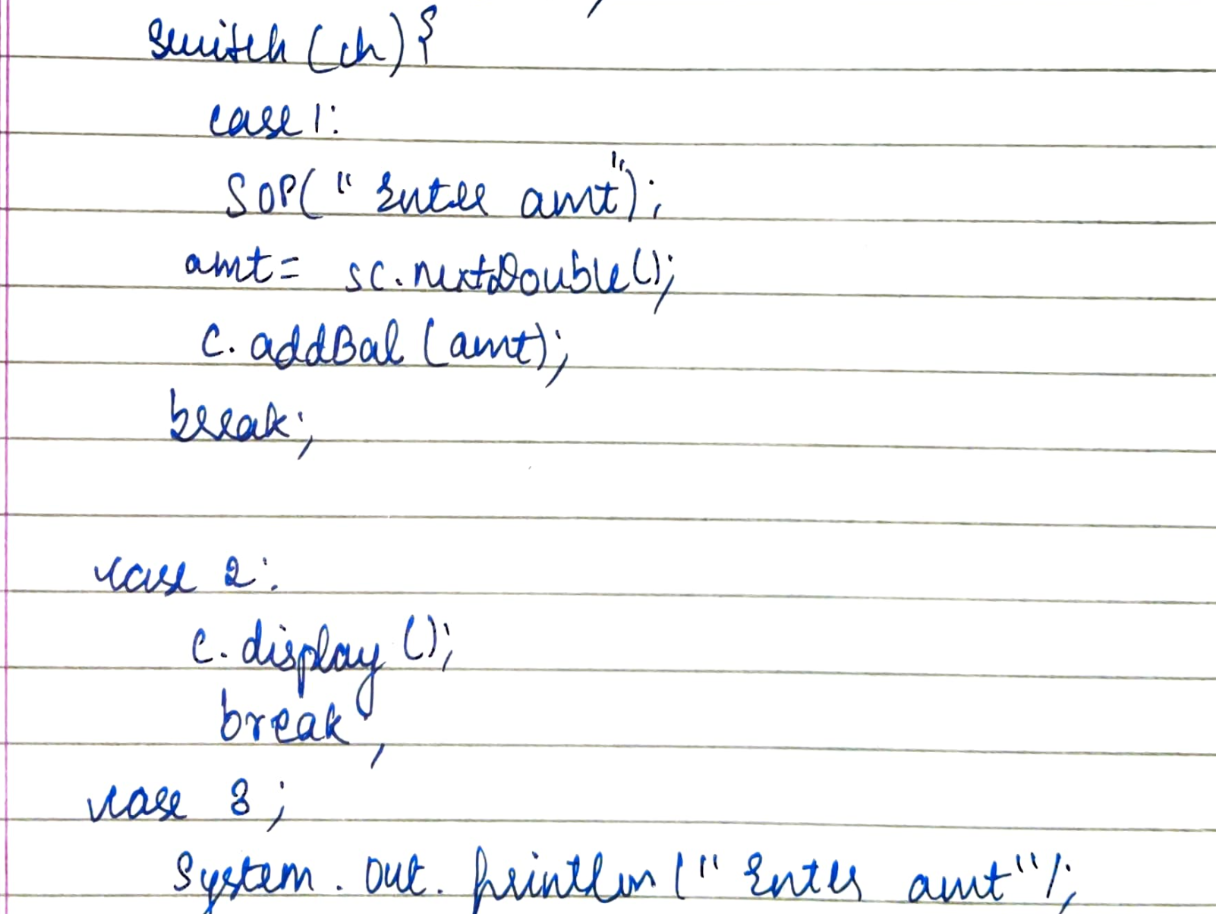 switch (ch) {
case 1:
SOP( " Enter amt");
amt = sc.nextDouble();
c. addBal (amt);
break;
case 2:
c. display ();
break;
case 3 ;
System . out . println (" Enter amt");